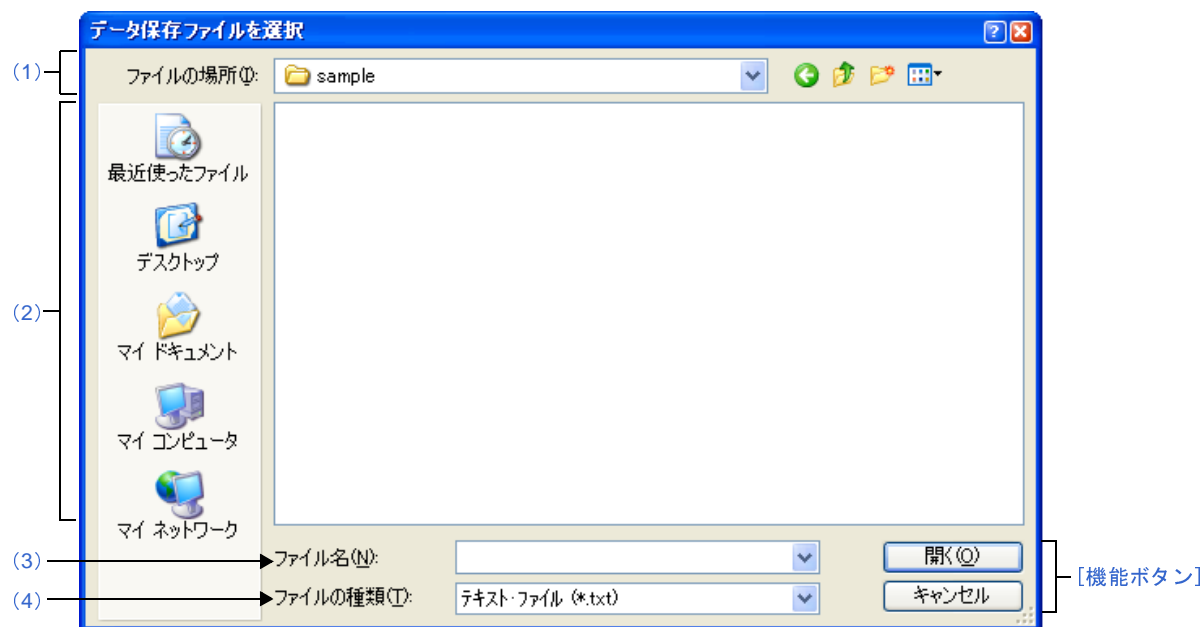 データ保存ファイルを選択
(1)
ファイルの場所(I):
sample
(2)
最近使ったファイル
デスクトップ
マイ ドキュメント
マイ コンピュータ
マイ ネットワーク
(3)
ファイル名(N):
開く(O)
[機能ボタン]
(4)
ファイルの種類(T):
テキスト・ファイル (*.txt)
キャンセル